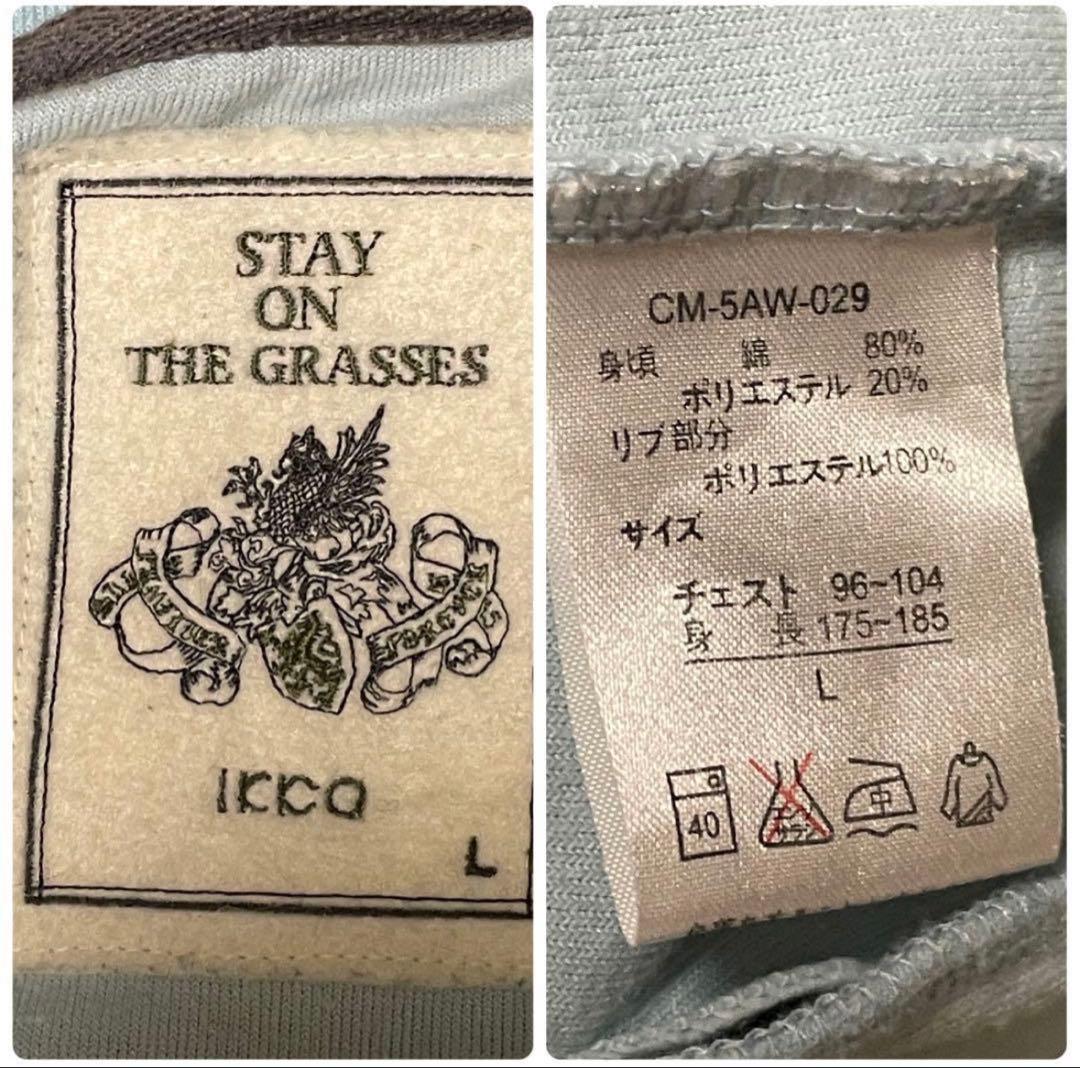 STAY
ON
THE GRASSES
IKKO
L
CM-5AW-029
身頃 綿 80%
ポリエステル 20%
リブ部分
ポリエステル100%
サイズ
チェスト 96~104
身 長 175~185
L
40
中